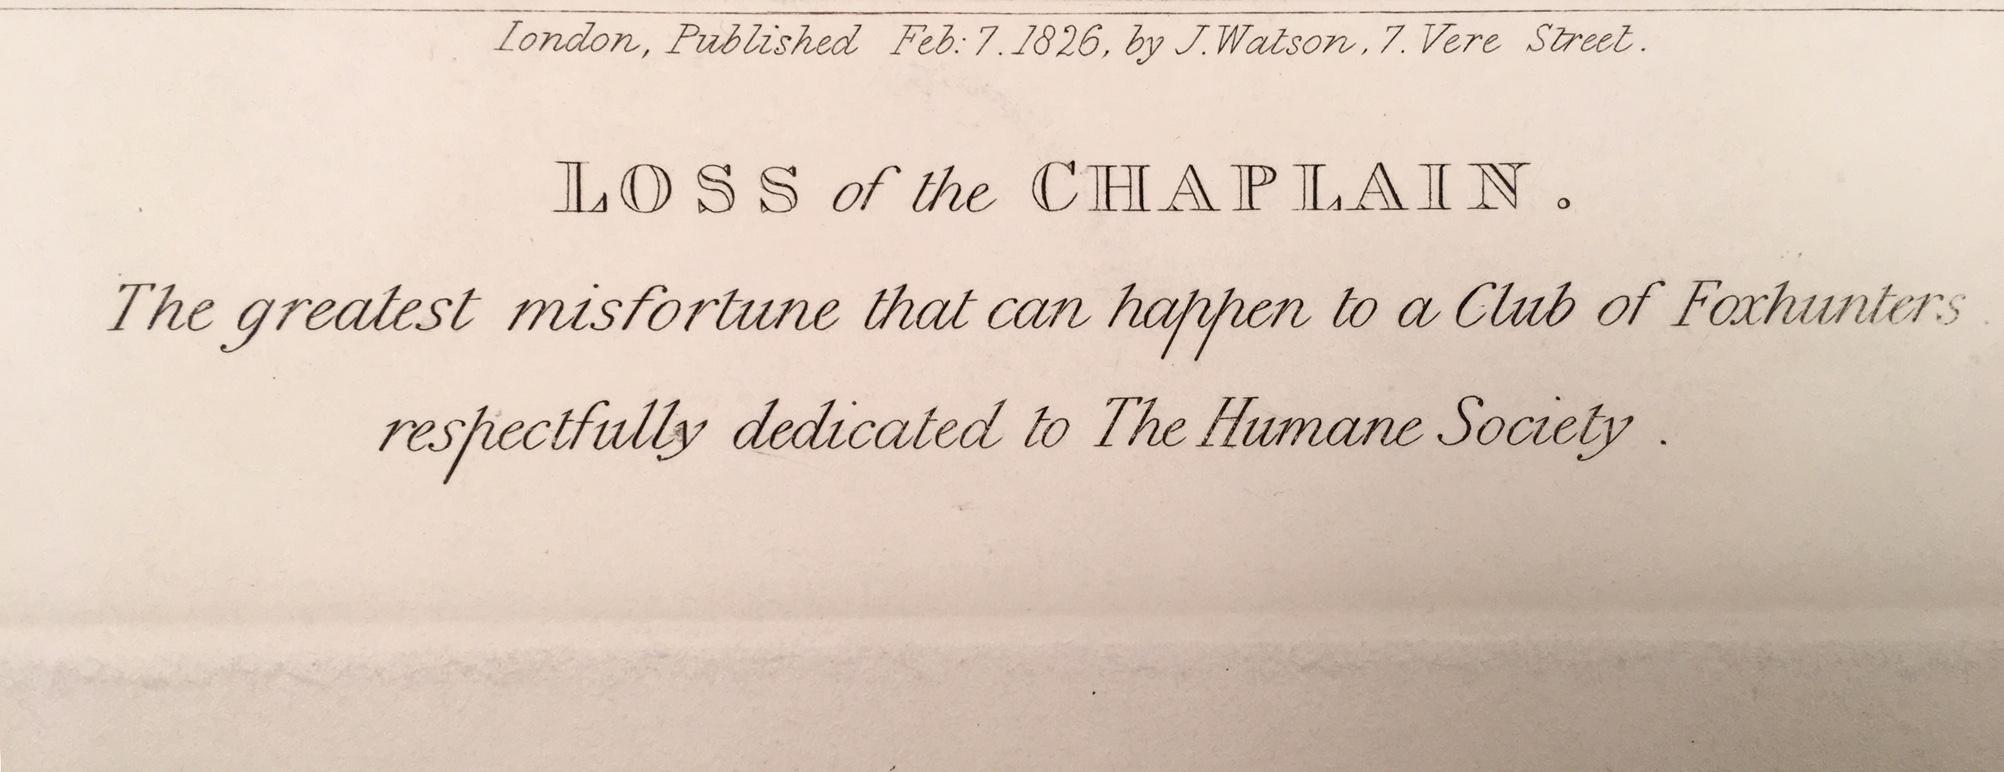 London, Published Feb: 7. 1826, by J. Watson, 7. Vere Street.
LOSS of the CHAPLAIN.
The greatest misfortune that can happen to a Club of Foxhunters.
respectfully dedicated to The Humane Society.